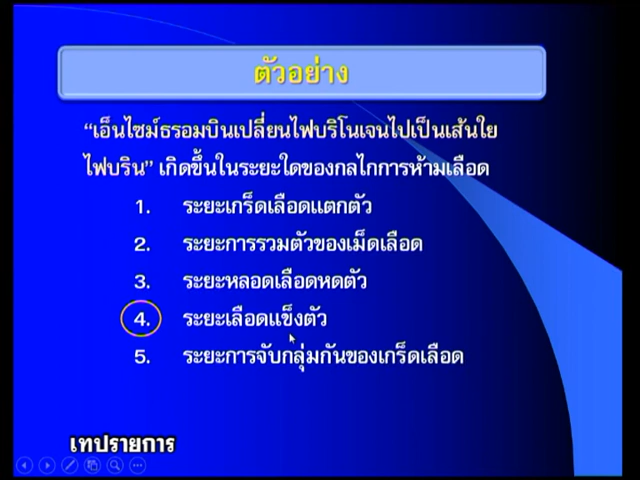 ตัวอย่าง
“เอ็นไซม์ธรอมบินเปลี่ยนไฟบริโนเจนไปเป็นเส้นใย
ไฟบริน” เกิดขึ้นในระยะใดของกลไกการห้ามเลือด
1. ระยะเกร็ดเลือดแตกตัว
2. ระยะการรวมตัวของเม็ดเลือด
3. ระยะหลอดเลือดหดตัว
4. ระยะเลือดแข็งตัว
5. ระยะการจับกลุ่มกันของเกร็ดเลือด
เทปรายการ